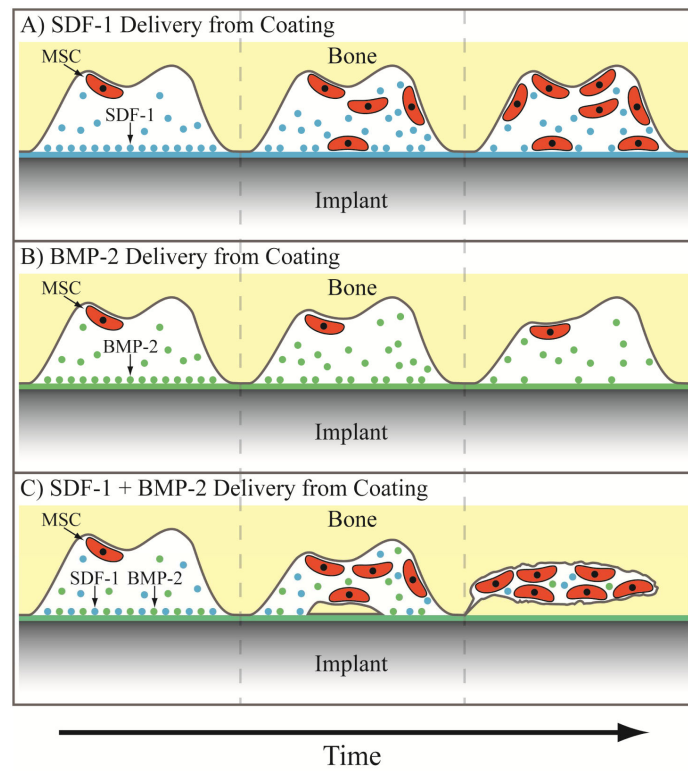 A) SDF-1 Delivery from Coating
Bone
MSC
SDF-1
Implant
B) BMP-2 Delivery from Coating
Bone
MSC
BMP-2
Implant
C) SDF-1 + BMP-2 Delivery from Coating
Bone
MSC
SDF-1 BMP-2
Implant
Time